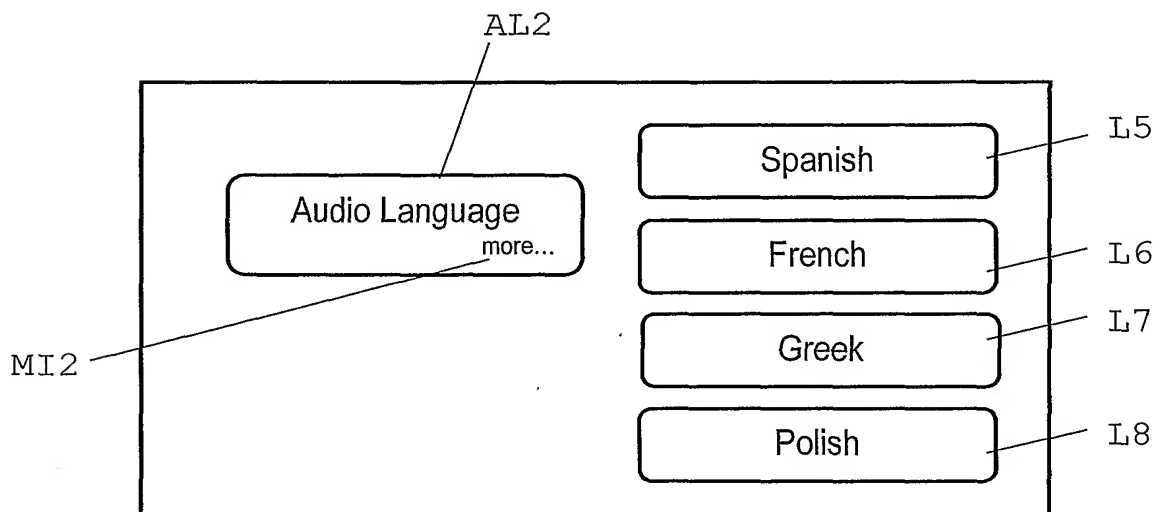 AL2
Spanish
L5
Audio Language
more...
French
L6
L7
Greek
MI2
Polish
L8